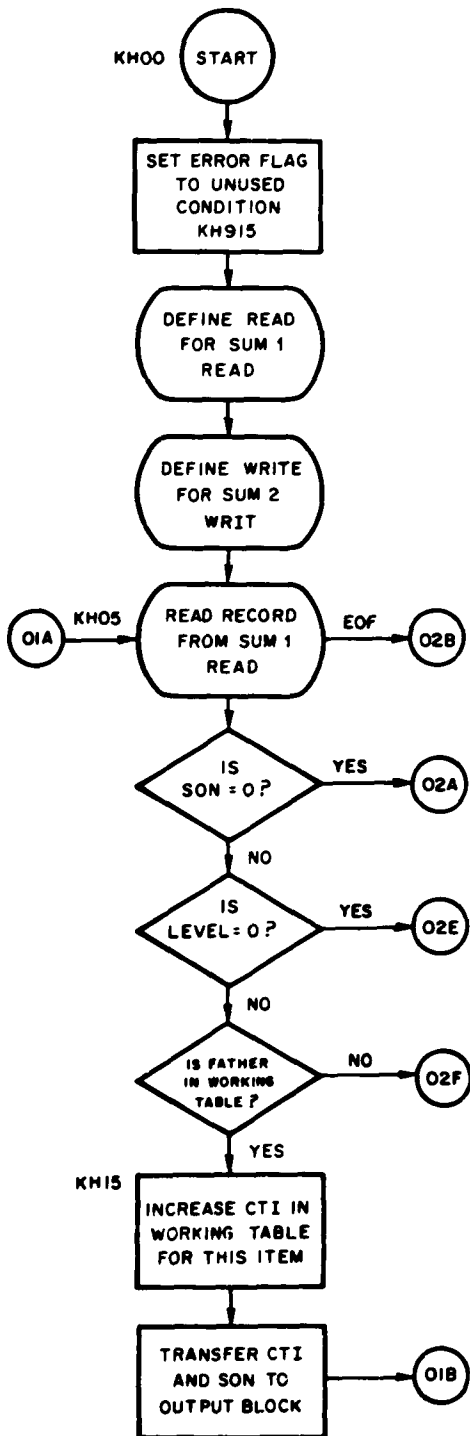 KH00
START
SET ERROR FLAG
TO UNUSED
CONDITION
KH915
DEFINE READ
FOR SUM 1
READ
DEFINE WRITE
FOR SUM 2
WRIT
01A
KH05
READ RECORD
FROM SUM 1
READ
EOF
02B
IS
SON = 0 ?
YES
02A
NO
IS
LEVEL = 0 ?
YES
02E
NO
IS FATHER
IN WORKING
TABLE ?
NO
02F
YES
KH15
INCREASE CTI IN
WORKING TABLE
FOR THIS ITEM
TRANSFER CTI
AND SON TO
OUTPUT BLOCK
01B